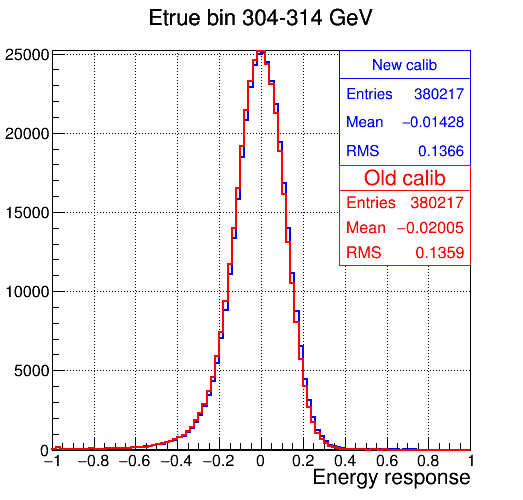 Etrue bin 304-314 GeV
25000
20000
15000
10000
5000
0
New calib
Entries 380217
Mean −0.01428
RMS 0.1366
Old calib
Entries 380217
Mean −0.02005
RMS 0.1359
−1 −0.8 −0.6 −0.4 −0.2 0 0.2 0.4 0.6 0.8 1
Energy response